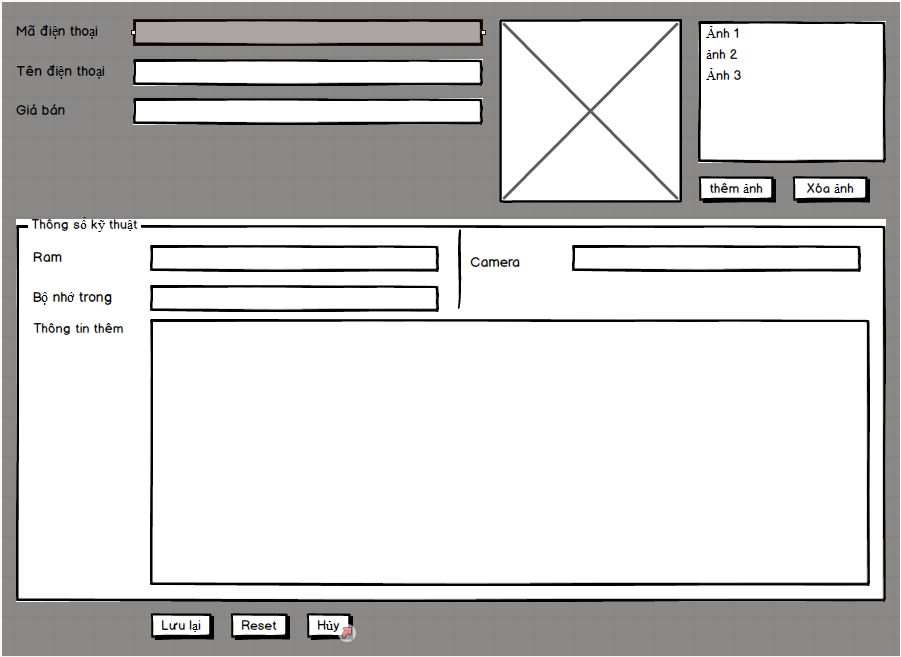 Mã điện thoại
Tên điện thoại
Giá bán
Ảnh 1
ảnh 2
Ảnh 3
thêm ảnh
Xóa ảnh
Thông số kỹ thuật
Ram
Camera
Bộ nhớ trong
Thông tin thêm
Lưu lại
Reset
Hủy